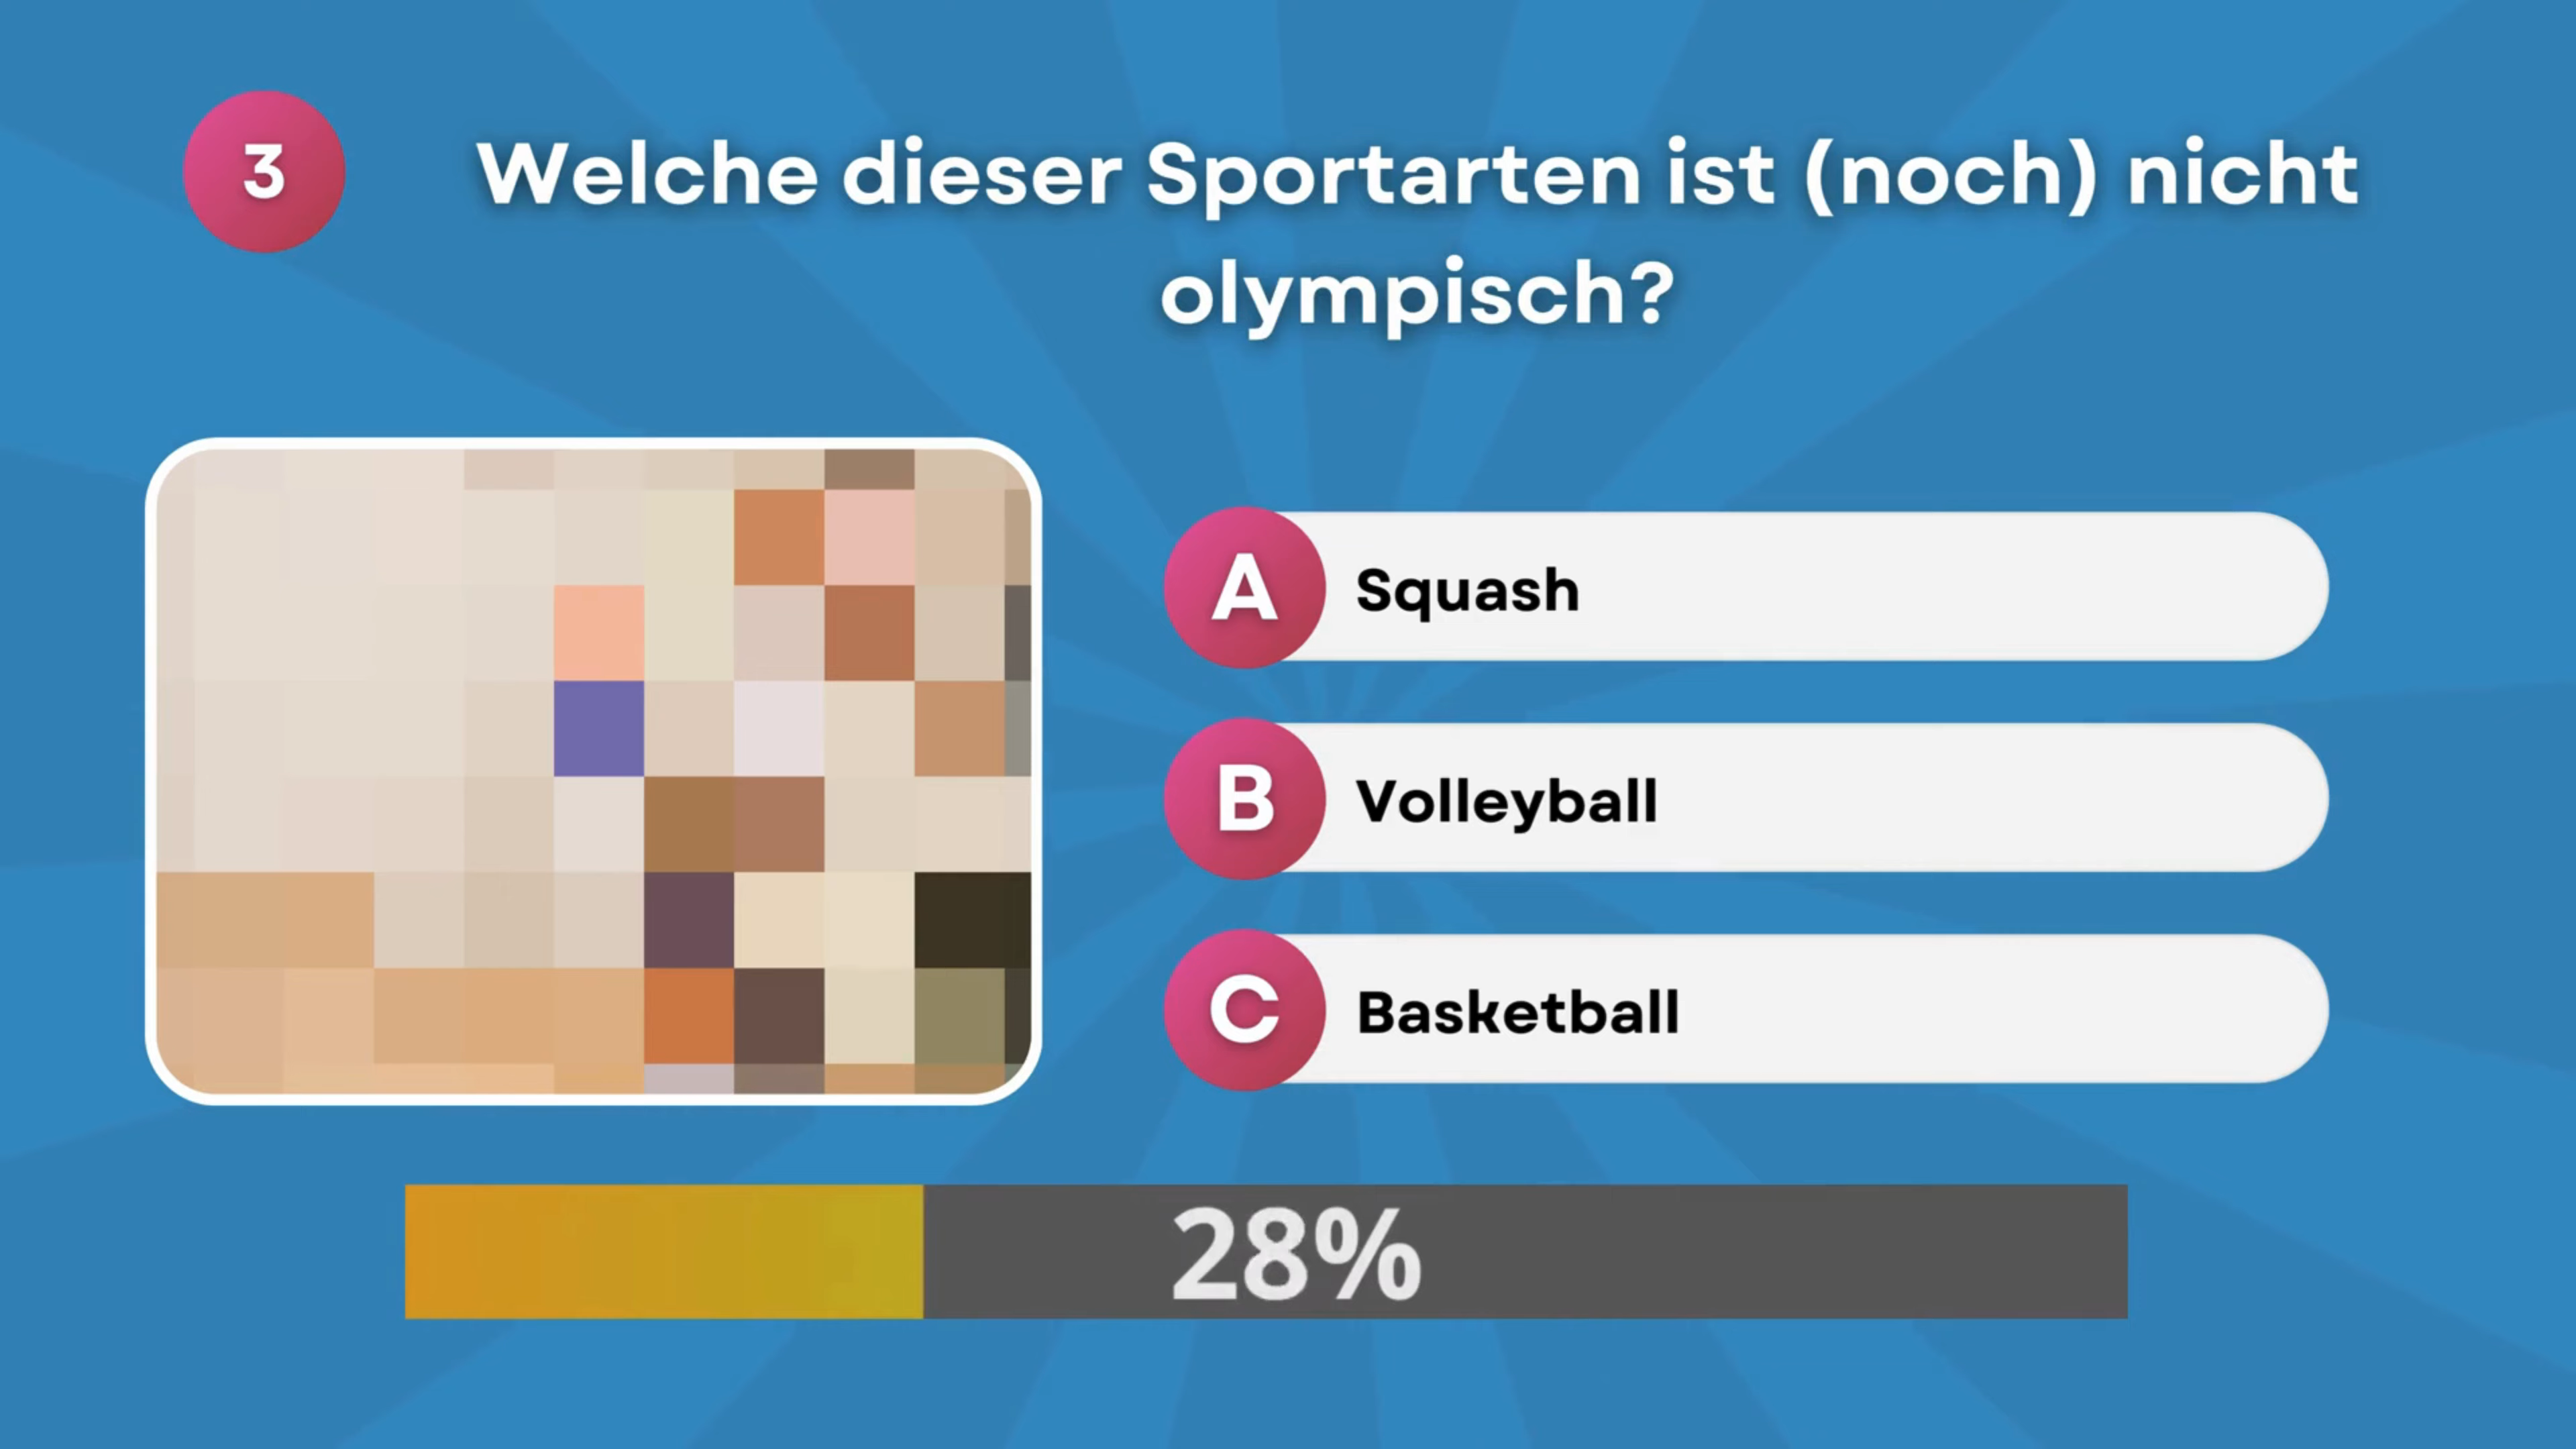 3
Welche dieser Sportarten ist (noch) nicht
olympisch?
A Squash
B Volleyball
C Basketball
28%